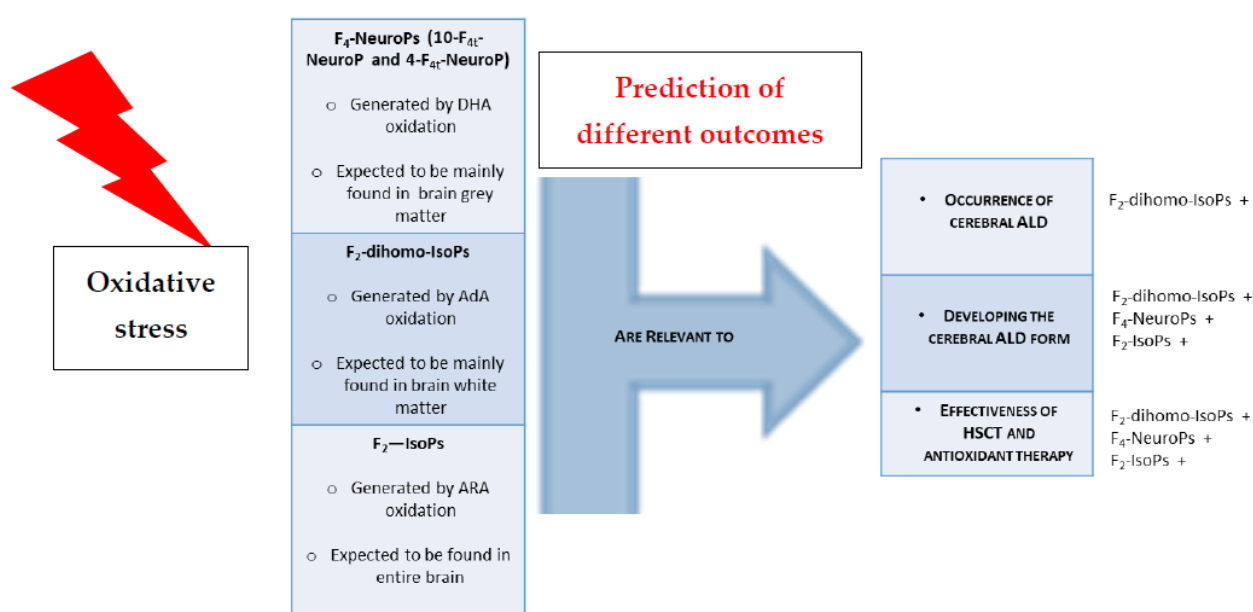 F₄-NeuroPs (10-F₄ₜ-
NeuroP and 4-F₄ₜ-NeuroP)
o Generated by DHA
oxidation
o Expected to be mainly
found in brain grey
matter
F₂-dihomo-IsoPs
o Generated by AdA
oxidation
o Expected to be mainly
found in brain white
matter
F₂—IsoPs
o Generated by ARA
oxidation
o Expected to be found in
entire brain
Oxidative
stress
Prediction of
different outcomes
ARE RELEVANT TO
• OCCURRENCE OF
CEREBRAL ALD
F₂-dihomo-IsoPs +
• DEVELOPING THE
CEREBRAL ALD FORM
F₂-dihomo-IsoPs +
F₄-NeuroPs +
F₂-IsoPs +
• EFFECTIVENESS OF
HSCT AND
ANTIOXIDANT THERAPY
F₂-dihomo-IsoPs +
F₄-NeuroPs +
F₂-IsoPs +